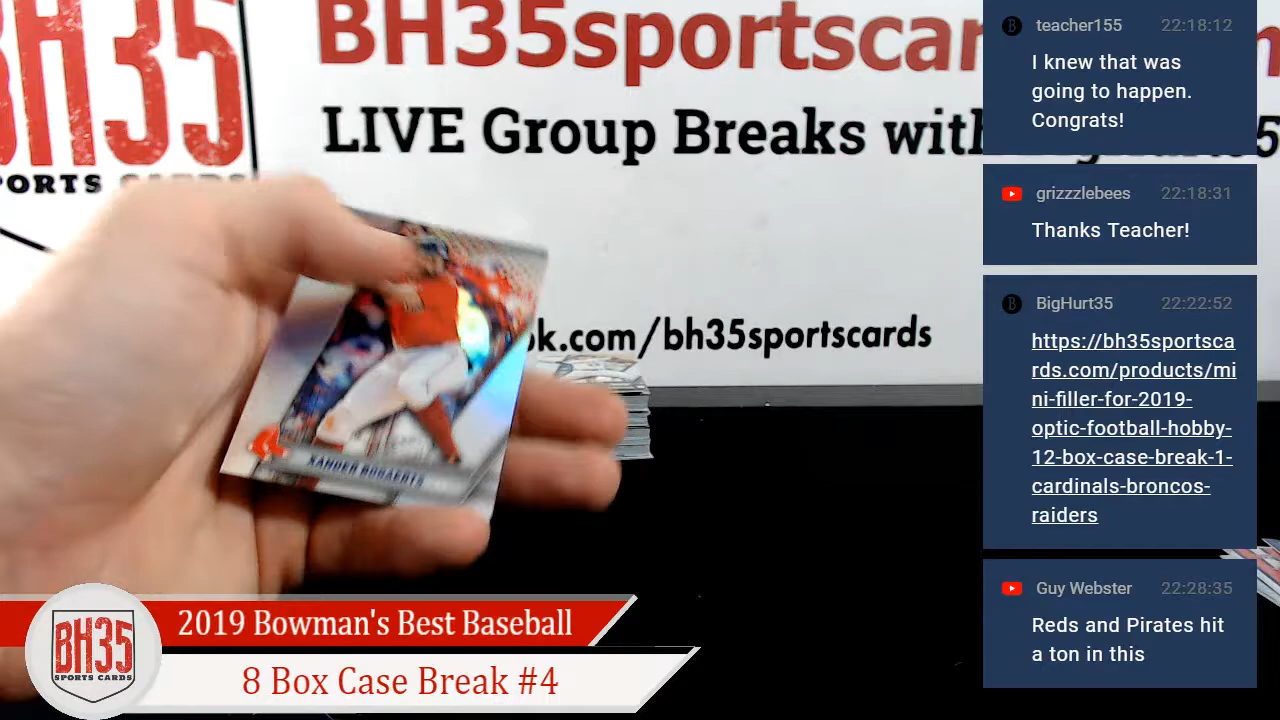 BH35
PORTS CARDS
BH35sportscar
LIVE Group Breaks with
ok.com/bh35sportscards
XANDER BOGAERTS
teacher155 22:18:12
I knew that was
going to happen.
Congrats!
grizzzlebees 22:18:31
Thanks Teacher!
BigHurt35 22:22:52
https://bh35sportsca
rds.com/products/mi
ni-filler-for-2019-
optic-football-hobby-
12-box-case-break-1-
cardinals-broncos-
raiders
Guy Webster 22:28:35
Reds and Pirates hit
a ton in this
BH35
SPORTS CARDS
2019 Bowman's Best Baseball
8 Box Case Break #4